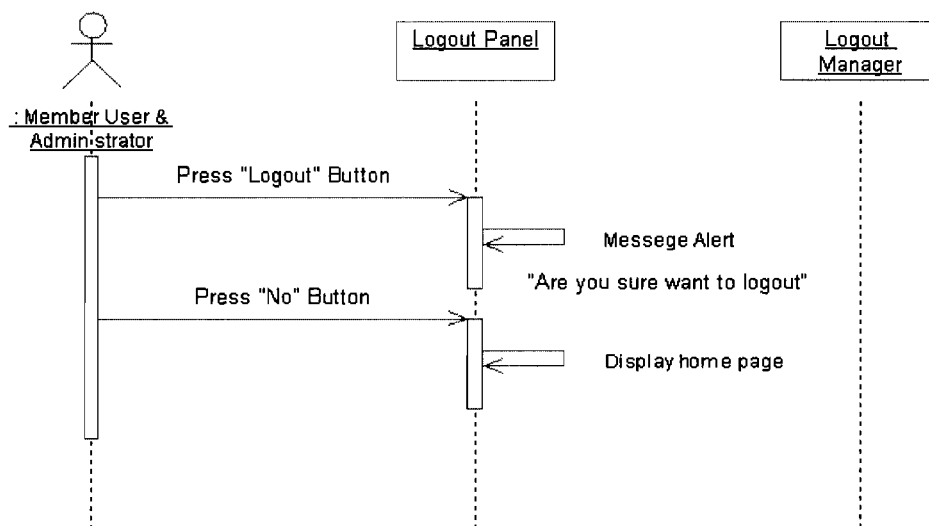 Logout Panel
Logout
Manager
: Member User &
Administrator
Press "Logout" Button
Messege Alert
"Are you sure want to logout"
Press "No" Button
Display home page